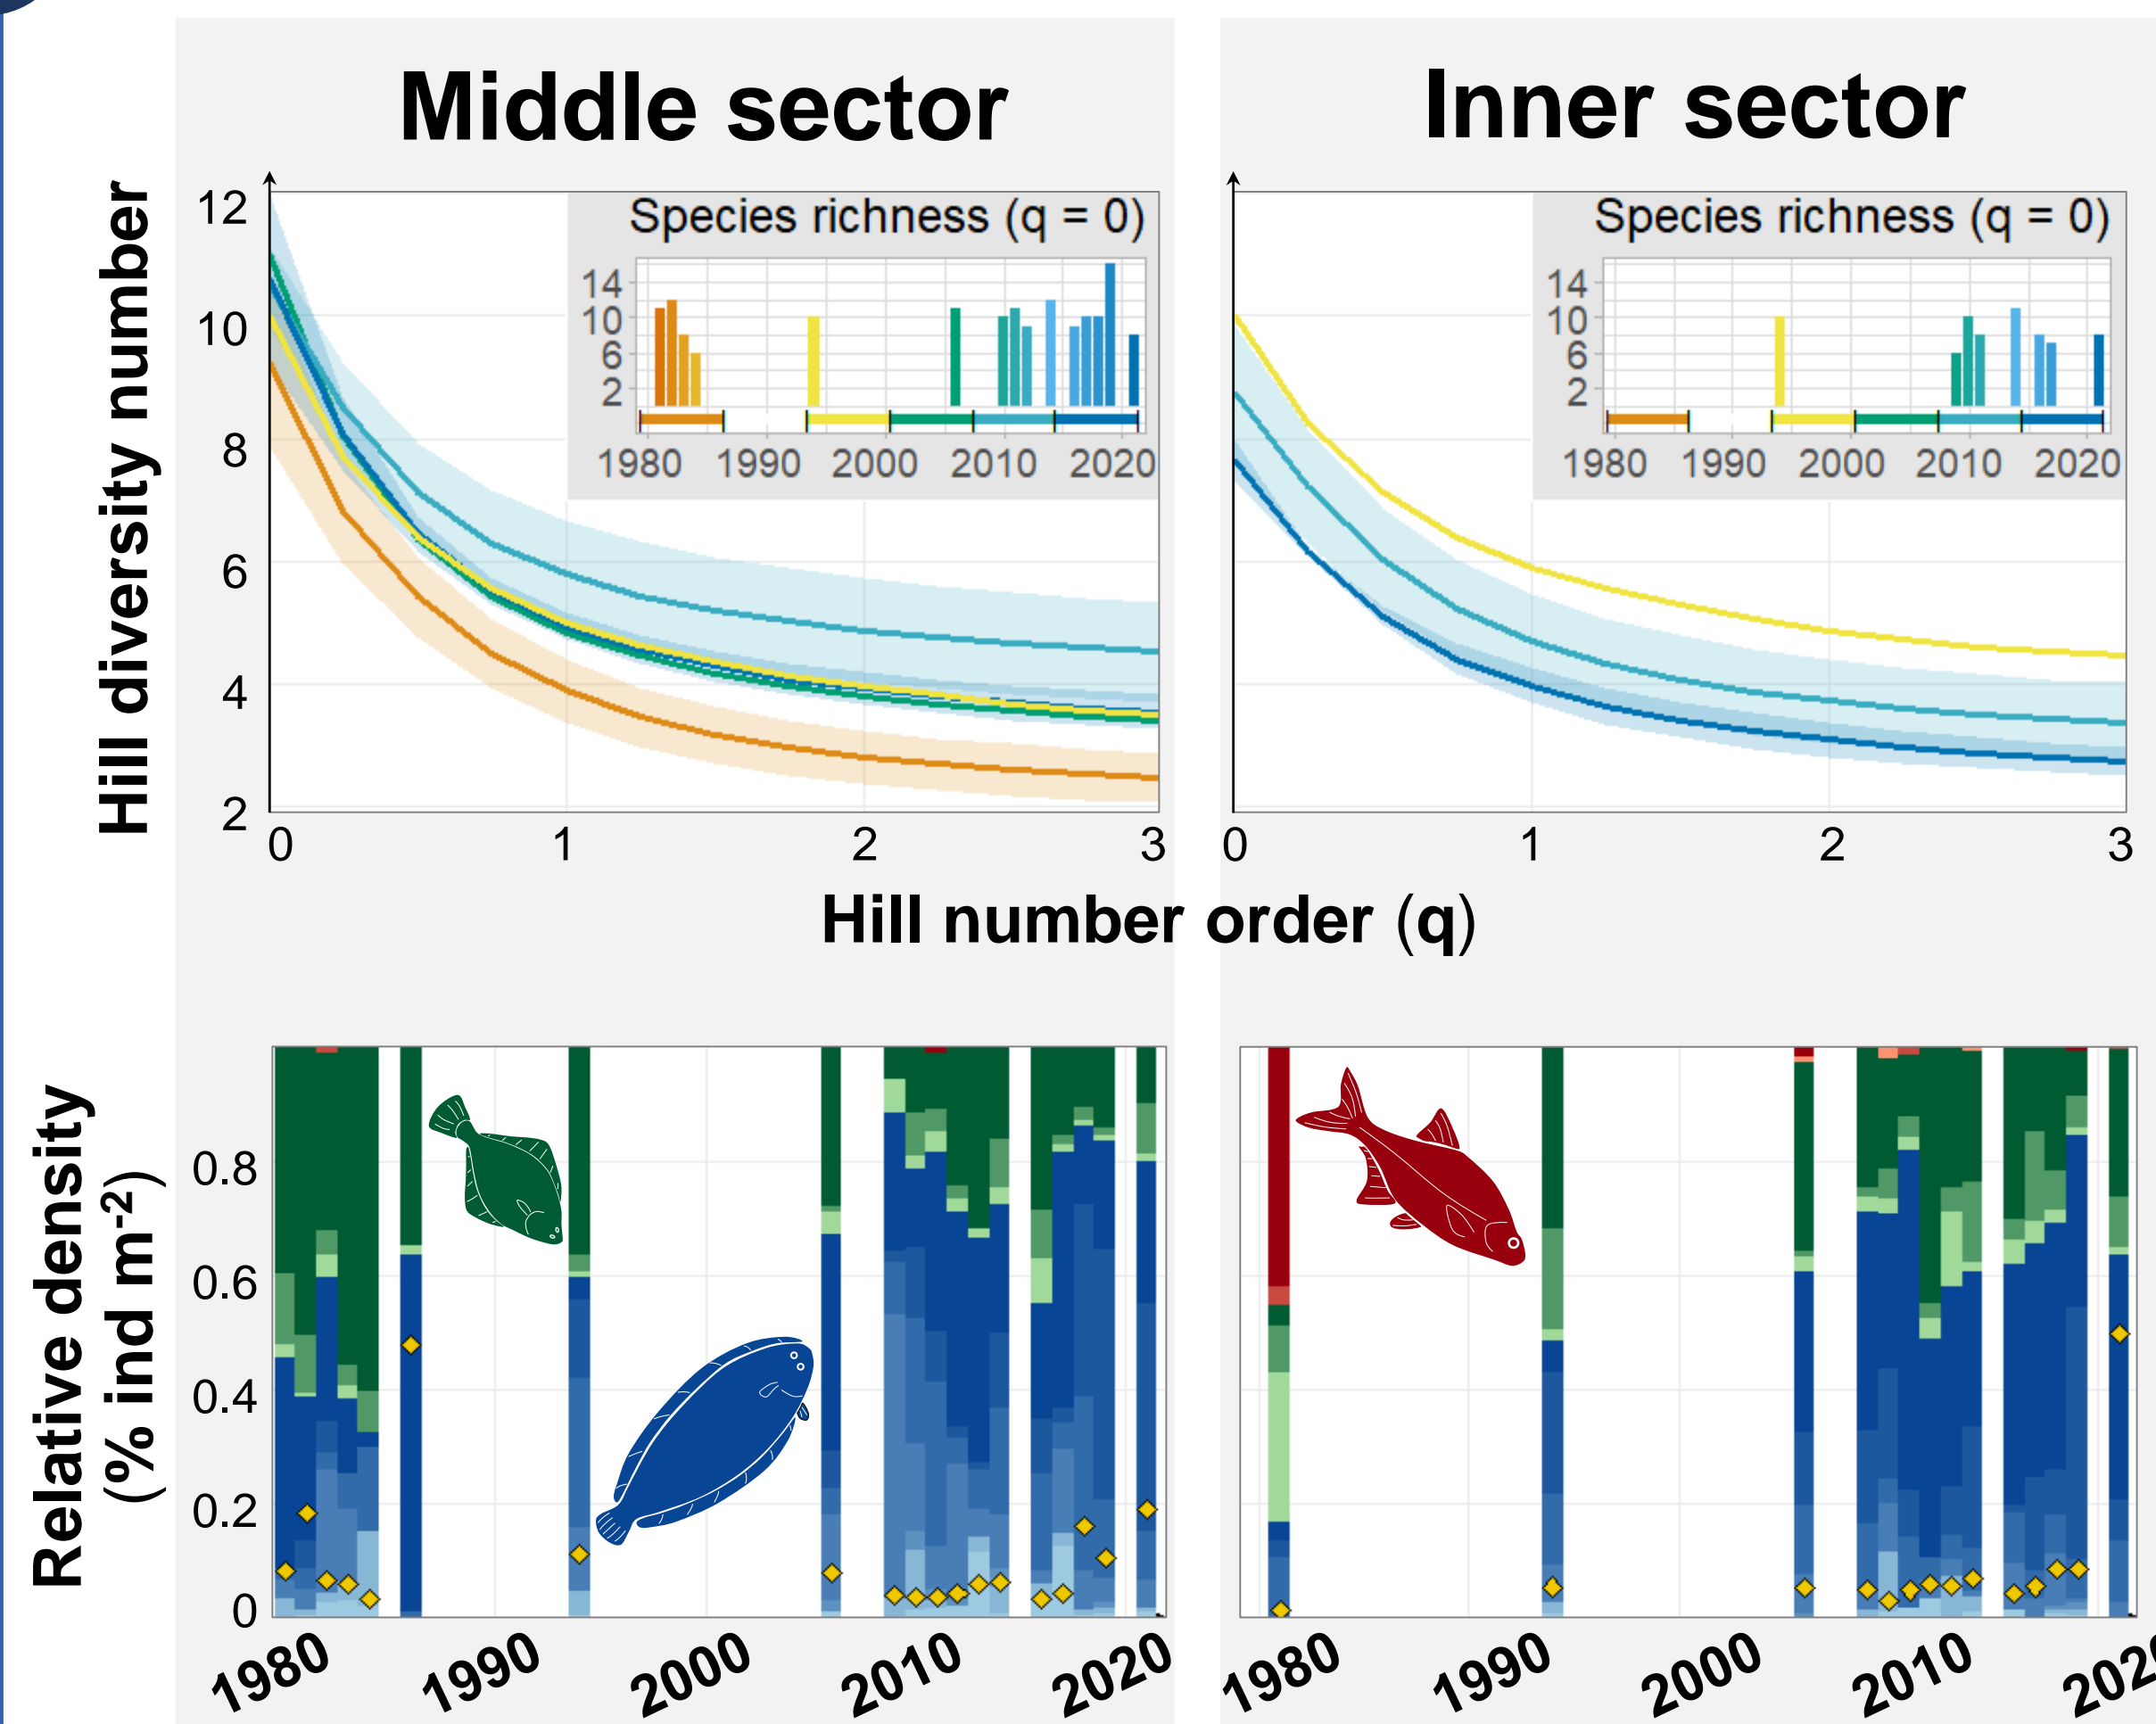 Middle sector
Inner sector
Hill diversity number
12
10
8
6
4
2
Species richness (q = 0)
14
10
6
2
1980 1990 2000 2010 2020
Species richness (q = 0)
14
10
6
2
1980 1990 2000 2010 2020
0 1 2 3
0 1 2 3
Hill number order (q)
Relative density
(% ind m-2)
0.8
0.6
0.4
0.2
0
1980 1990 2000 2010 2020
1980 1990 2000 2010 202